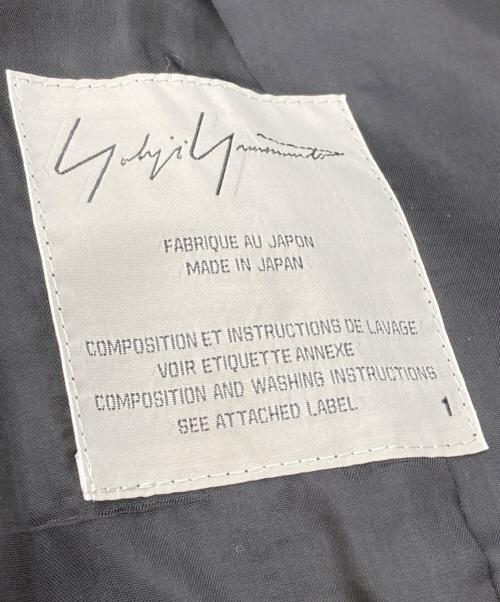 Yohji Yamamoto
FABRIQUE AU JAPON
MADE IN JAPAN
COMPOSITION ET INSTRUCTIONS DE LAVAGE
VOIR ETIQUETTE ANNEXE
COMPOSITION AND WASHING INSTRUCTIONS
SEE ATTACHED LABEL
1